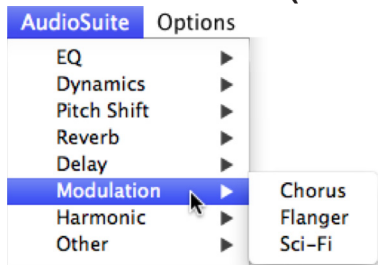 AudioSuite Options
EQ
Dynamics
Pitch Shift
Reverb
Delay
Modulation Chorus
Harmonic Flanger
Other Sci-Fi